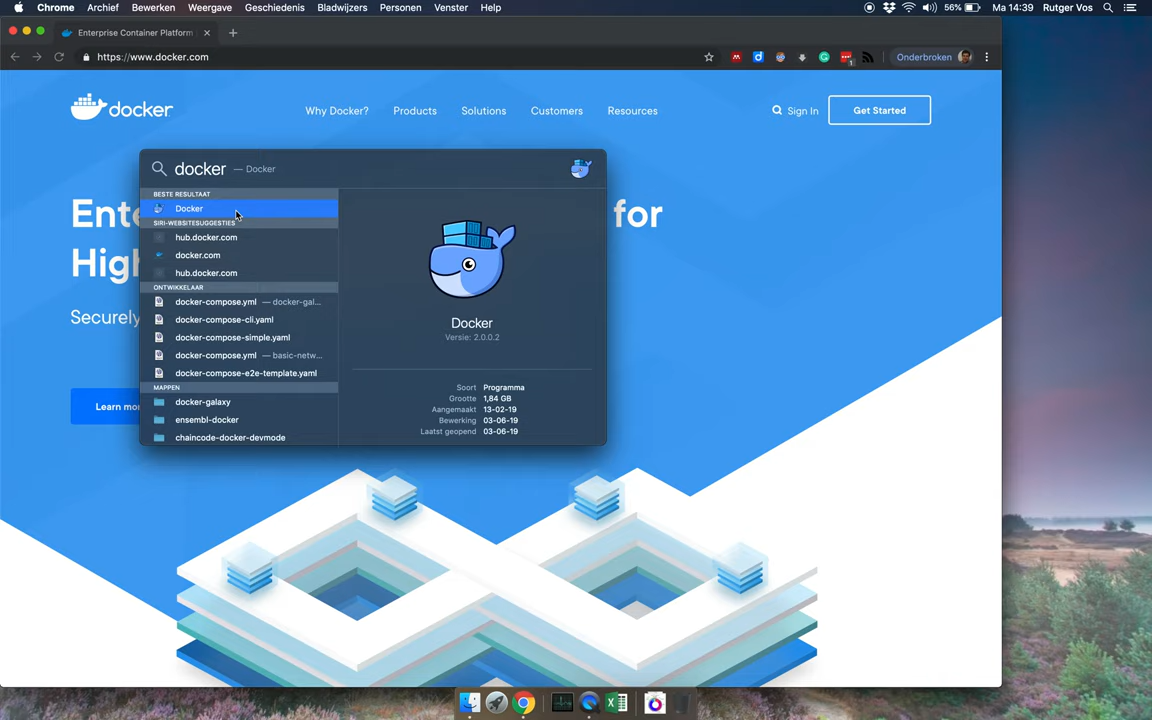 Chrome Archief Bewerken Weergave Geschiedenis Bladwijzers Personen Venster Help 56% Ma 14:39 Rutger Vos
Enterprise Container Platform
https://www.docker.com
1
Onderbroken
docker
Why Docker? Products Solutions Customers Resources
Sign In
Get Started
docker — Docker
BESTE RESULTAAT
Docker
SIRI-WEBSITESUGGESTIES
hub.docker.com
docker.com
hub.docker.com
ONTWIKKELAAR
docker-compose.yml — docker-gal...
docker-compose-cli.yaml
docker-compose-simple.yaml
docker-compose.yml — basic-netw...
docker-compose-e2e-template.yaml
MAPPEN
docker-galaxy
ensembl-docker
chaincode-docker-devmode
Docker
Versie: 2.0.0.2
Soort Programma
Grootte 1,84 GB
Aangemaakt 13-02-19
Bewerking 03-06-19
Laatst geopend 03-06-19
Ente for
High
Securely
Learn mo